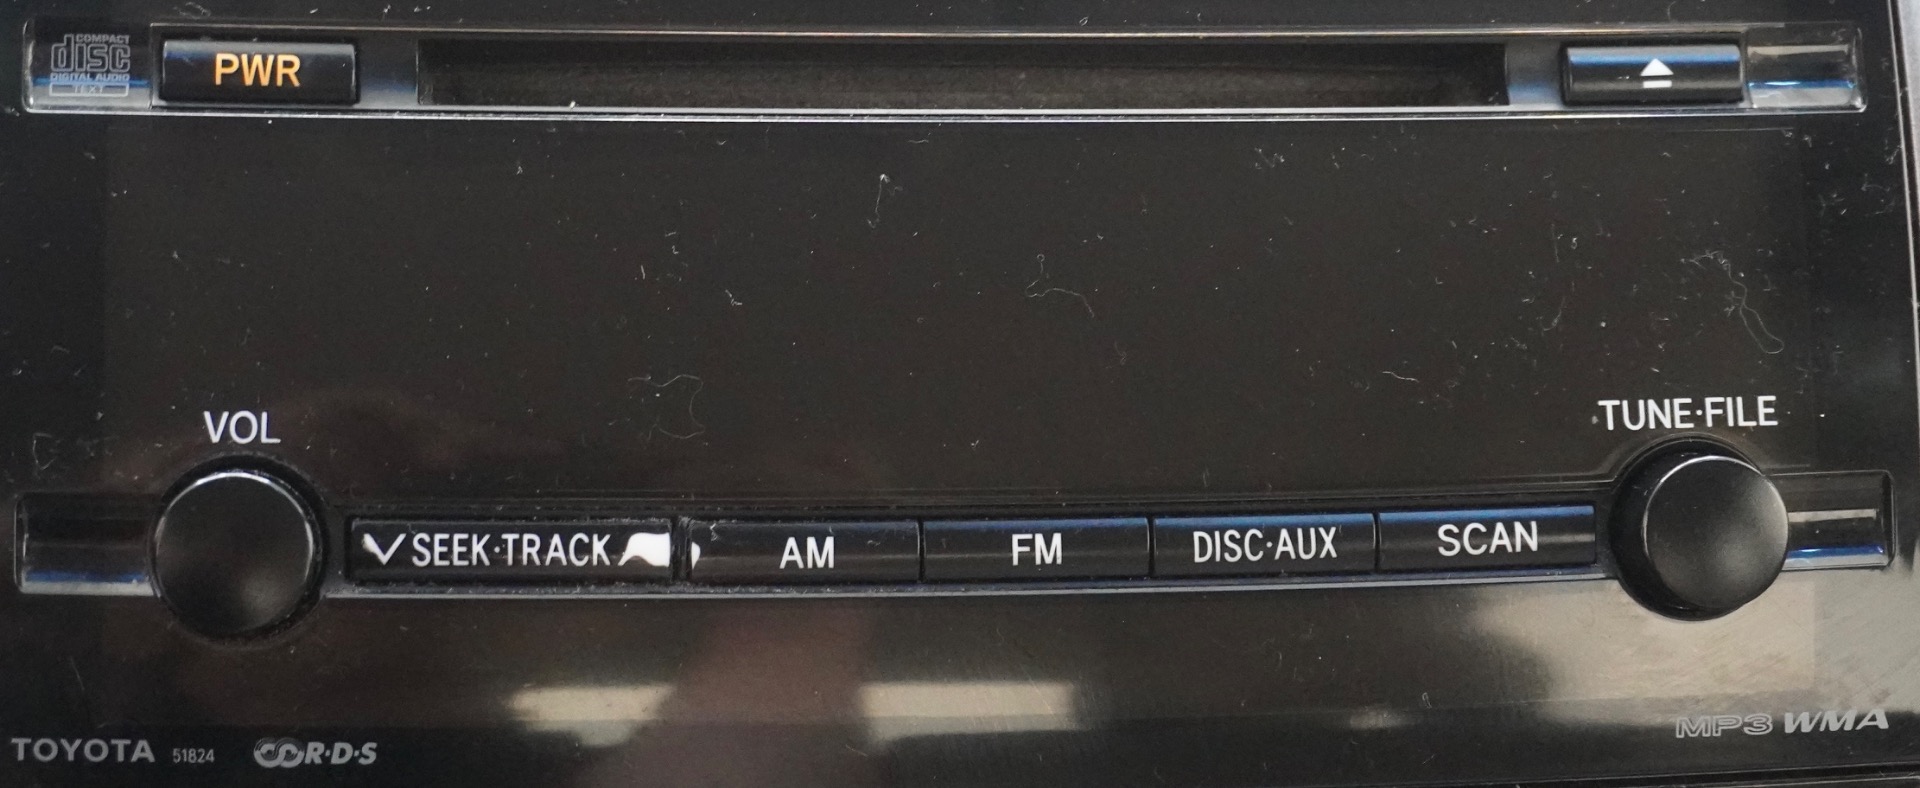 COMPACT
disc
DIGITAL AUDIO
TEXT
PWR
VOL
TUNE·FILE
SEEK·TRACK
AM
FM
DISC·AUX
SCAN
TOYOTA 51824 R·D·S
MP3 WMA